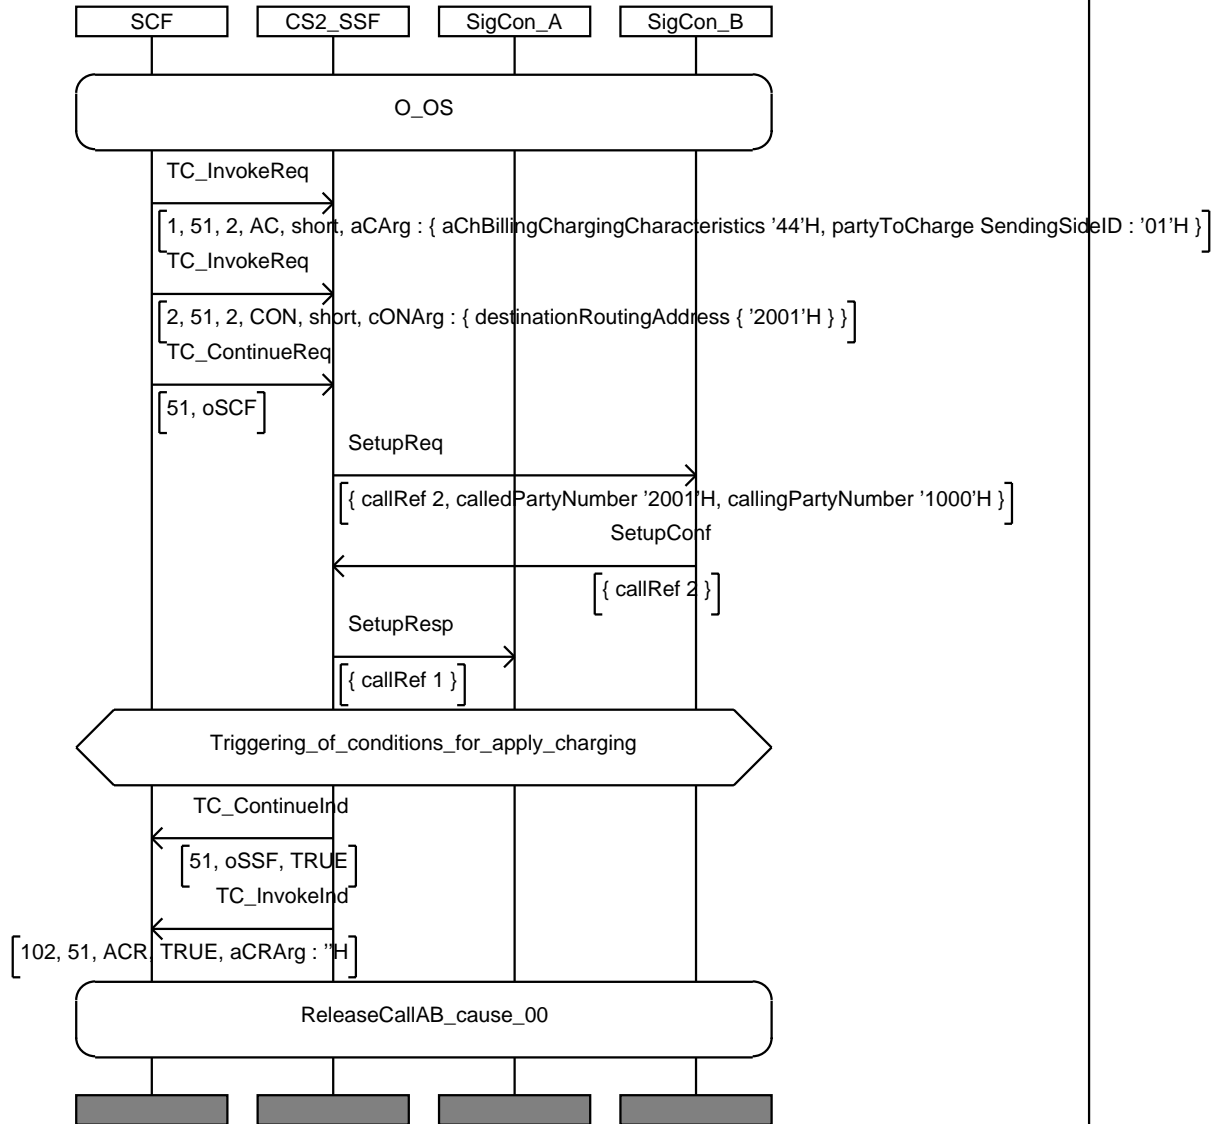 SCF CS2_SSF SigCon_A SigCon_B
O_OS
TC_InvokeReq
1, 51, 2, AC, short, aCArg : { aChBillingChargingCharacteristics '44'H, partyToCharge SendingSideID : '01'H }
TC_InvokeReq
2, 51, 2, CON, short, cONArg : { destinationRoutingAddress { '2001'H } }
TC_ContinueReq
51, oSCF
SetupReq
{ callRef 2, calledPartyNumber '2001'H, callingPartyNumber '1000'H }
SetupConf
{ callRef 2 }
SetupResp
{ callRef 1 }
Triggering_of_conditions_for_apply_charging
TC_ContinueInd
51, oSSF, TRUE
TC_InvokeInd
102, 51, ACR, TRUE, aCRArg : ''H
ReleaseCallAB_cause_00